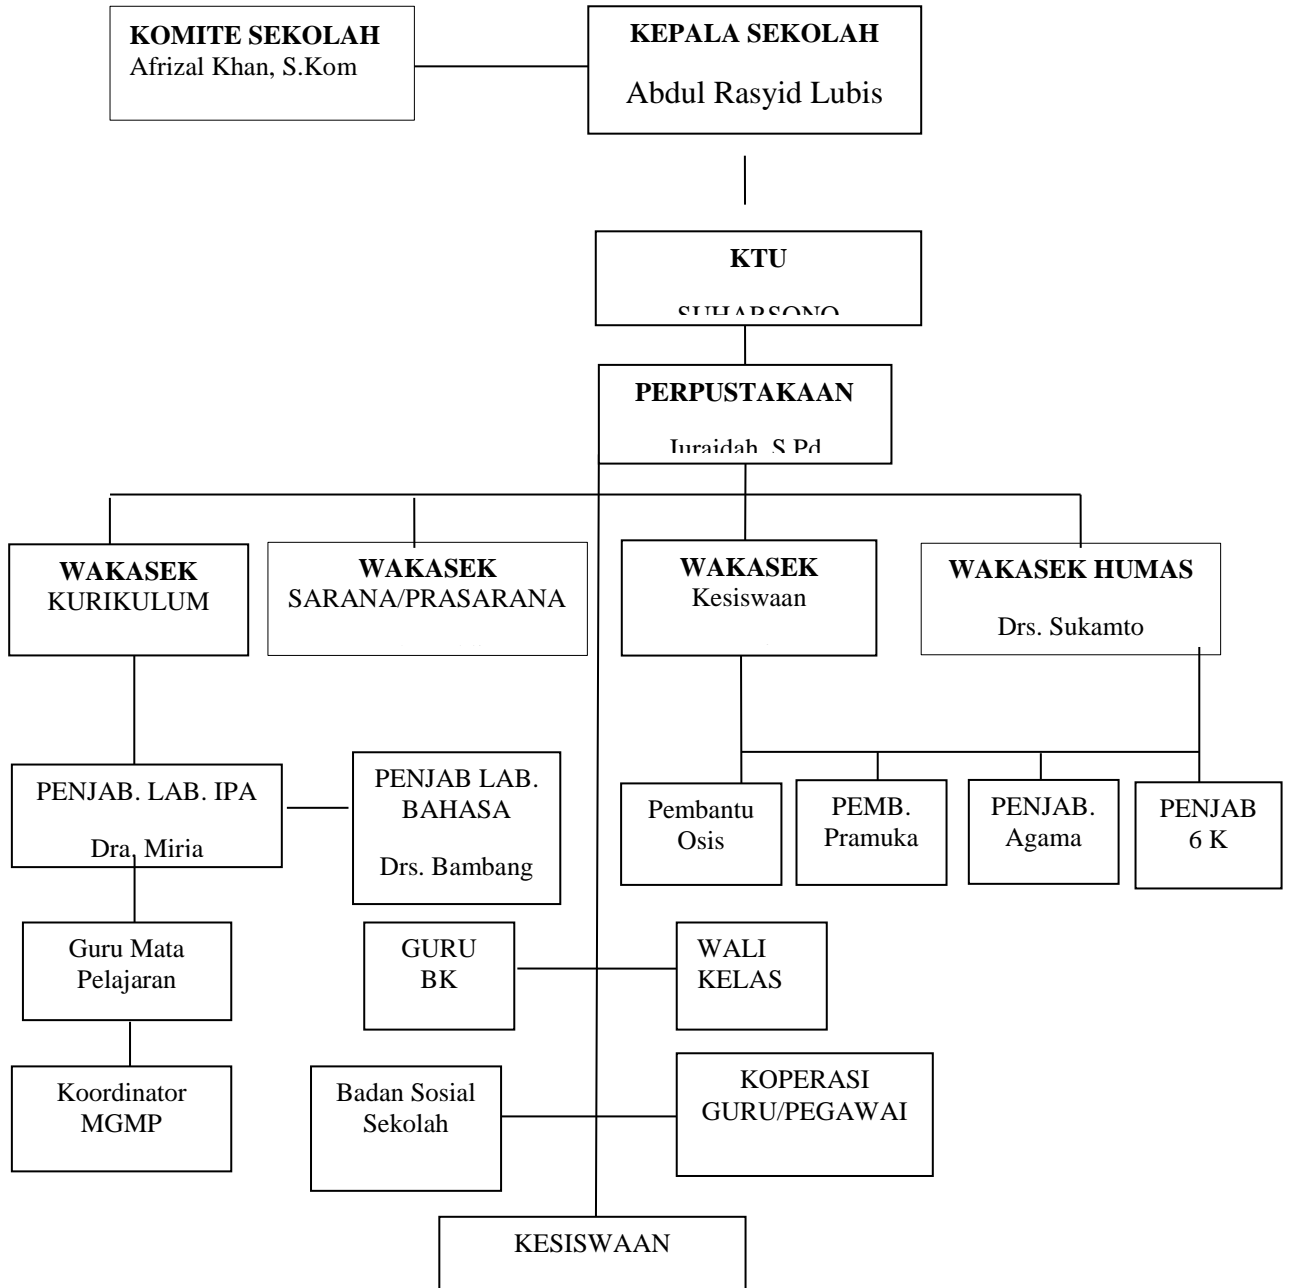 KOMITE SEKOLAH
Afrizal Khan, S.Kom
KEPALA SEKOLAH
Abdul Rasyid Lubis
KTU
SUHARSONO
PERPUSTAKAAN
Juraidah, S.Pd
WAKASEK
KURIKULUM
WAKASEK
SARANA/PRASARANA
WAKASEK
Kesiswaan
WAKASEK HUMAS
Drs. Sukamto
PENJAB. LAB. IPA
Dra. Miria
PENJAB LAB.
BAHASA
Drs. Bambang
Pembantu
Osis
PEMB.
Pramuka
PENJAB.
Agama
PENJAB
6 K
Guru Mata
Pelajaran
GURU
BK
WALI
KELAS
Koordinator
MGMP
Badan Sosial
Sekolah
KOPERASI
GURU/PEGAWAI
KESISWAAN